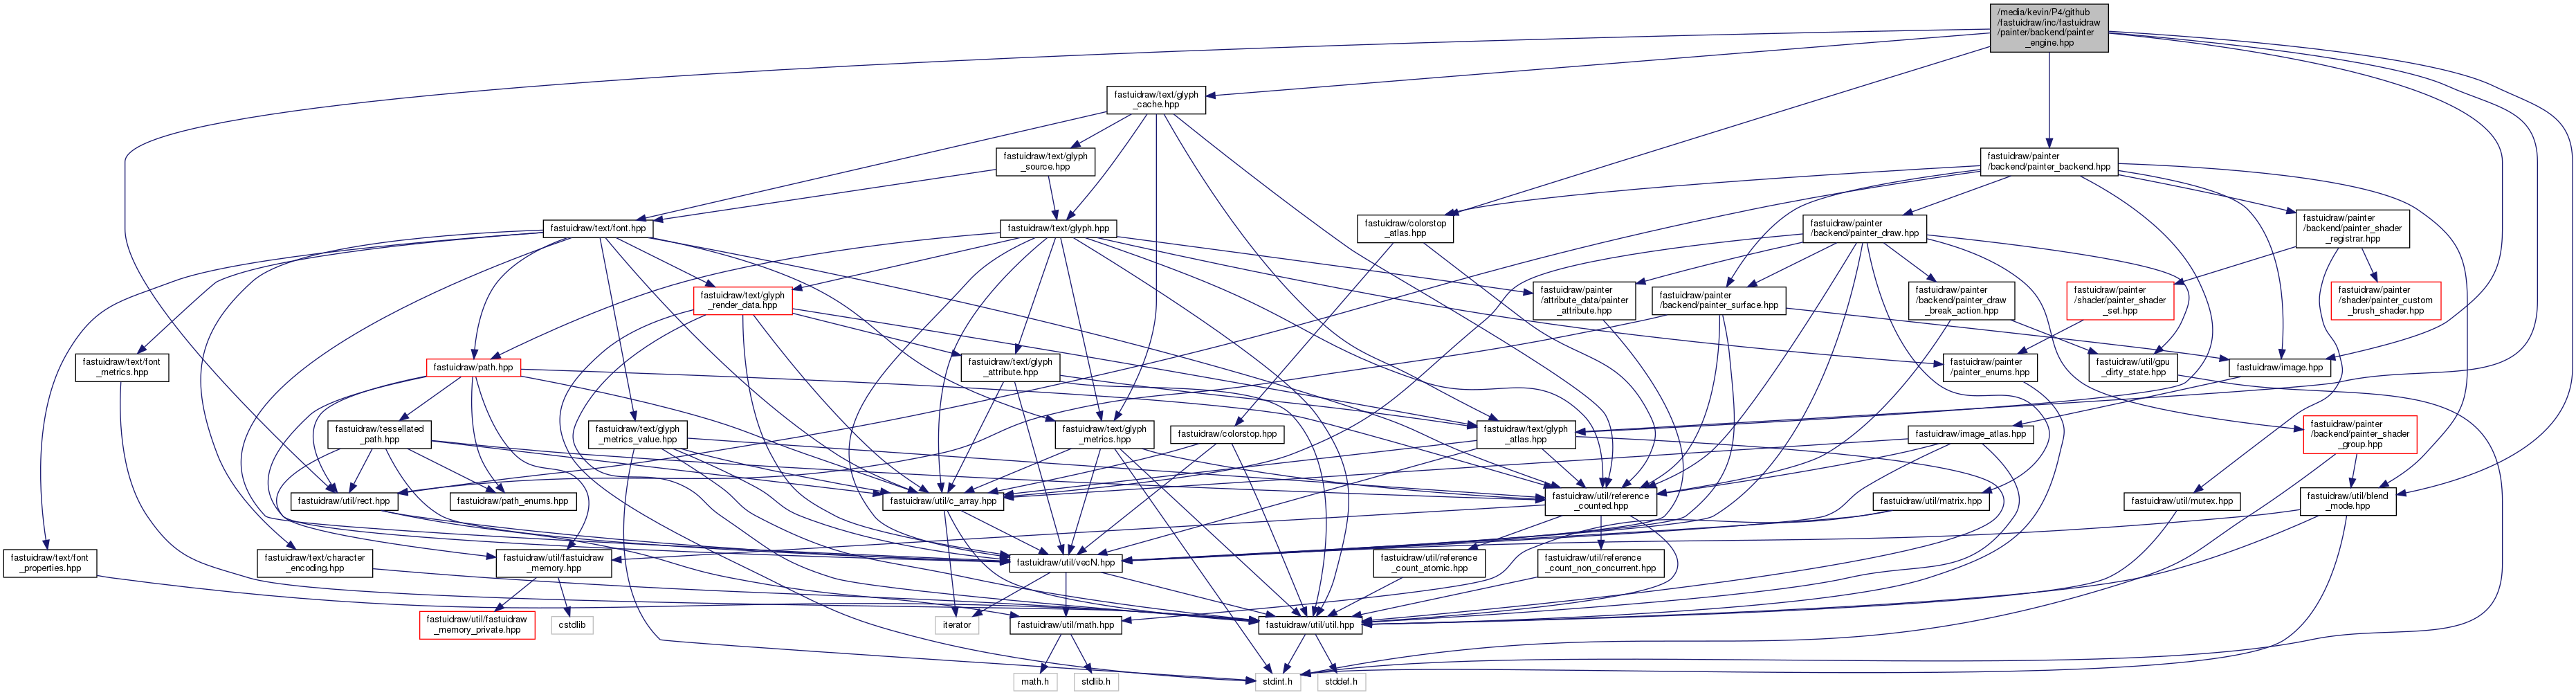 /media/kevin/P4/github
/fastuidraw/inc/fastuidraw
/painter/backend/painter
_engine.hpp
fastuidraw/text/glyph
_cache.hpp
fastuidraw/text/glyph
_source.hpp
fastuidraw/painter
/backend/painter_backend.hpp
fastuidraw/text/font.hpp
fastuidraw/text/glyph.hpp
fastuidraw/colorstop
_atlas.hpp
fastuidraw/painter
/backend/painter_draw.hpp
fastuidraw/painter
/backend/painter_shader
_registrar.hpp
fastuidraw/text/glyph
_render_data.hpp
fastuidraw/painter
/attribute_data/painter
_attribute.hpp
fastuidraw/painter
/backend/painter_surface.hpp
fastuidraw/painter
/backend/painter_draw
_break_action.hpp
fastuidraw/painter
/shader/painter_shader
_set.hpp
fastuidraw/painter
/shader/painter_custom
_brush_shader.hpp
fastuidraw/text/font
_metrics.hpp
fastuidraw/path.hpp
fastuidraw/text/glyph
_attribute.hpp
fastuidraw/painter
/painter_enums.hpp
fastuidraw/util/gpu
_dirty_state.hpp
fastuidraw/image.hpp
fastuidraw/tessellated
_path.hpp
fastuidraw/text/glyph
_metrics_value.hpp
fastuidraw/text/glyph
_metrics.hpp
fastuidraw/colorstop.hpp
fastuidraw/text/glyph
_atlas.hpp
fastuidraw/image_atlas.hpp
fastuidraw/painter
/backend/painter_shader
_group.hpp
fastuidraw/util/rect.hpp
fastuidraw/path_enums.hpp
fastuidraw/util/c_array.hpp
fastuidraw/util/reference
_counted.hpp
fastuidraw/util/matrix.hpp
fastuidraw/util/mutex.hpp
fastuidraw/util/blend
_mode.hpp
fastuidraw/text/font
_properties.hpp
fastuidraw/text/character
_encoding.hpp
fastuidraw/util/fastuidraw
_memory.hpp
fastuidraw/util/vecN.hpp
fastuidraw/util/reference
_count_atomic.hpp
fastuidraw/util/reference
_count_non_concurrent.hpp
fastuidraw/util/fastuidraw
_memory_private.hpp
cstdlib
iterator
fastuidraw/util/math.hpp
fastuidraw/util/util.hpp
math.h
stdlib.h
stdint.h
stddef.h